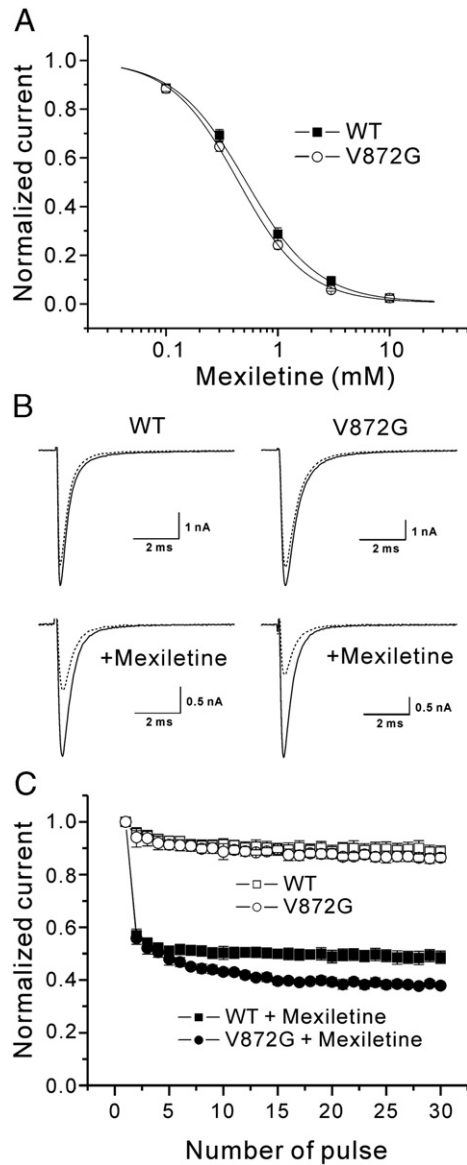 A
Normalized current
1.0
0.8
0.6
0.4
0.2
0.0
WT
V872G
0.1
1
10
Mexiletine (mM)
B
WT
V872G
1 nA
2 ms
1 nA
2 ms
+Mexiletine
+Mexiletine
0.5 nA
2 ms
0.5 nA
2 ms
C
Normalized current
1.0
0.8
0.6
0.4
0.2
0.0
WT
V872G
WT + Mexiletine
V872G + Mexiletine
0
5
10
15
20
25
30
Number of pulse